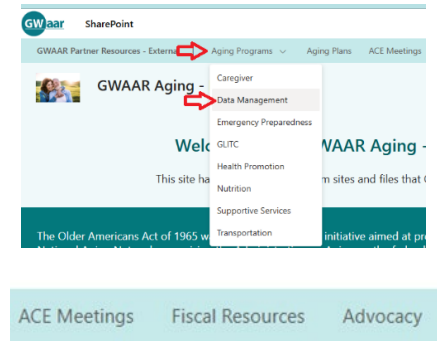 GWaar SharePoint
GWAAR Partner Resources - External Aging Programs Aging Plans ACE Meetings
GWAAR Aging -
Caregiver
Data Management
Emergency Preparedness
GLITC
Health Promotion
Nutrition
Supportive Services
Transportation
Welc WAAR Aging -
This site ha m sites and files that G
The Older Americans Act of 1965 w initiative aimed at pr
ACE Meetings Fiscal Resources Advocacy